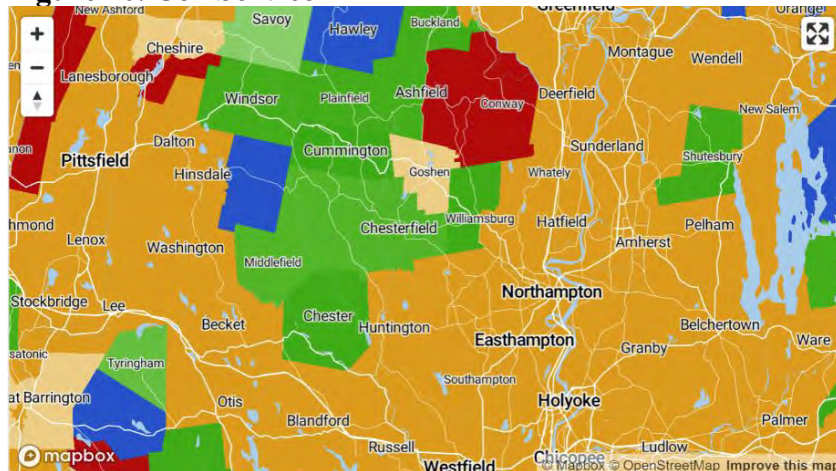 New Ashford
Savoy
Buckland
Orange
+
Cheshire
Hawley
Montague
Wendell
−
Lanesborough
Windsor
Plainfield
Ashfield
Conway
Deerfield
New Salem
Pittsfield
Dalton
Cummington
Sunderland
Shutesbury
Hinsdale
Goshen
Whately
Lenox
Washington
Chesterfield
Williamsburg
Hatfield
Pelham
Amherst
Middlefield
Stockbridge
Lee
Northampton
Becket
Chester
Huntington
Belchertown
Easthampton
Ware
Tyringham
Granby
Southampton
Otis
Holyoke
Blandford
Palmer
Russell
Ludlow
mapbox
Westfield
Chicopee
© Mapbox © OpenStreetMap Improve this map